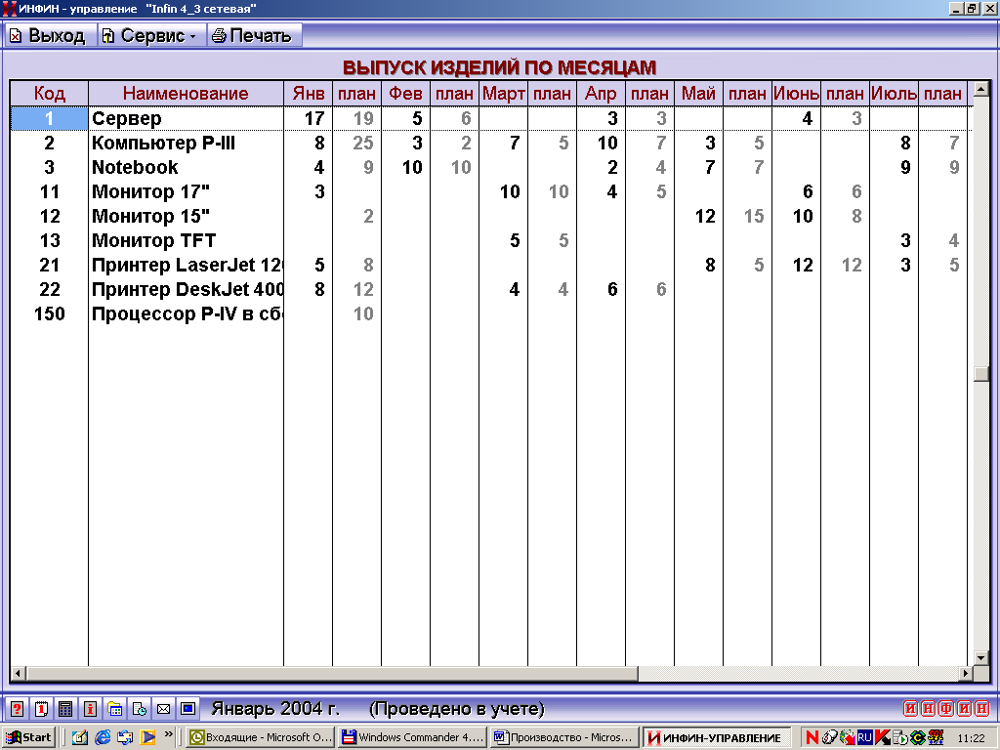 ИНФИН - управление "Infin 4_3 сетевая"
Выход Сервис Печать
ВЫПУСК ИЗДЕЛИЙ ПО МЕСЯЦАМ
Код Наименование Янв план Фев план Март план Апр план Май план Июнь план Июль план
1 Сервер 17 19 5 6 3 3 4 3
2 Компьютер P-III 8 25 3 2 7 5 10 7 3 5 8 7
3 Notebook 4 9 10 10 2 4 7 7 9 9
11 Монитор 17" 3 10 10 4 5 6 6
12 Монитор 15" 2 12 15 10 8
13 Монитор TFT 5 5 3 4
21 Принтер LaserJet 12 5 8 8 5 12 12 3 5
22 Принтер DeskJet 400 8 12 4 4 6 6
150 Процессор P-IV в сб 10
Январь 2004 г. (Проведено в учете)
ИНФИН
Start » Входящие - Microsoft O... Windows Commander 4.... Производство - Micros... ИНФИН-УПРАВЛЕНИЕ RU 11:22